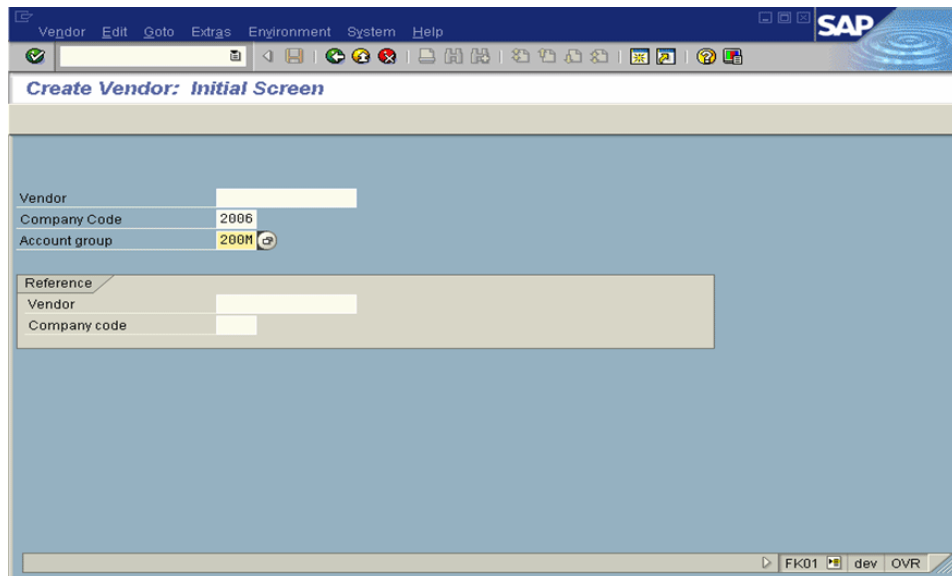 Vendor Edit Goto Extras Environment System Help
SAP
Create Vendor: Initial Screen
Vendor
Company Code 2006
Account group 200M
Reference
Vendor
Company code
FK01 dev OVR